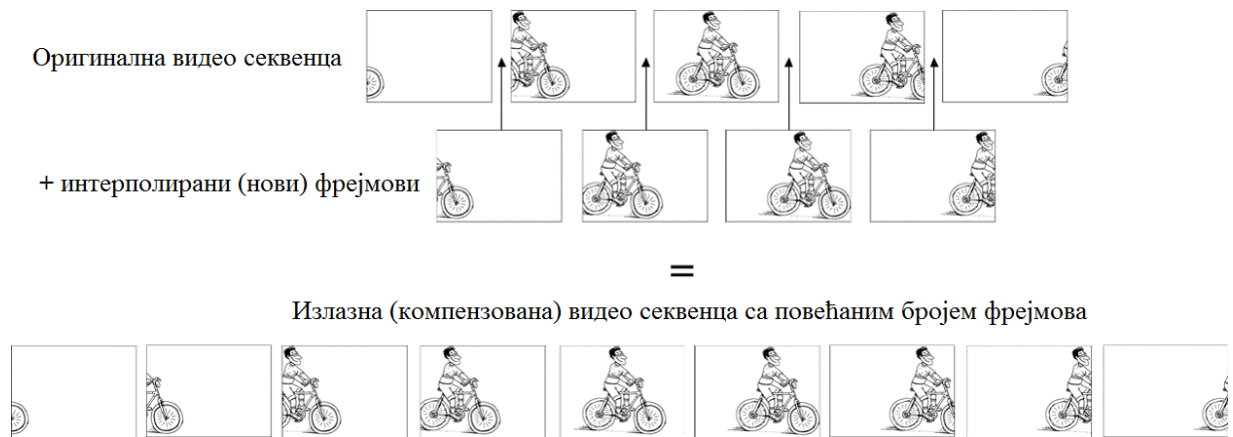 Оригинална видео секвенца
+ интерполирани (нови) фрејмови
=
Излазна (компензована) видео секвенца са повећаним бројем фрејмова